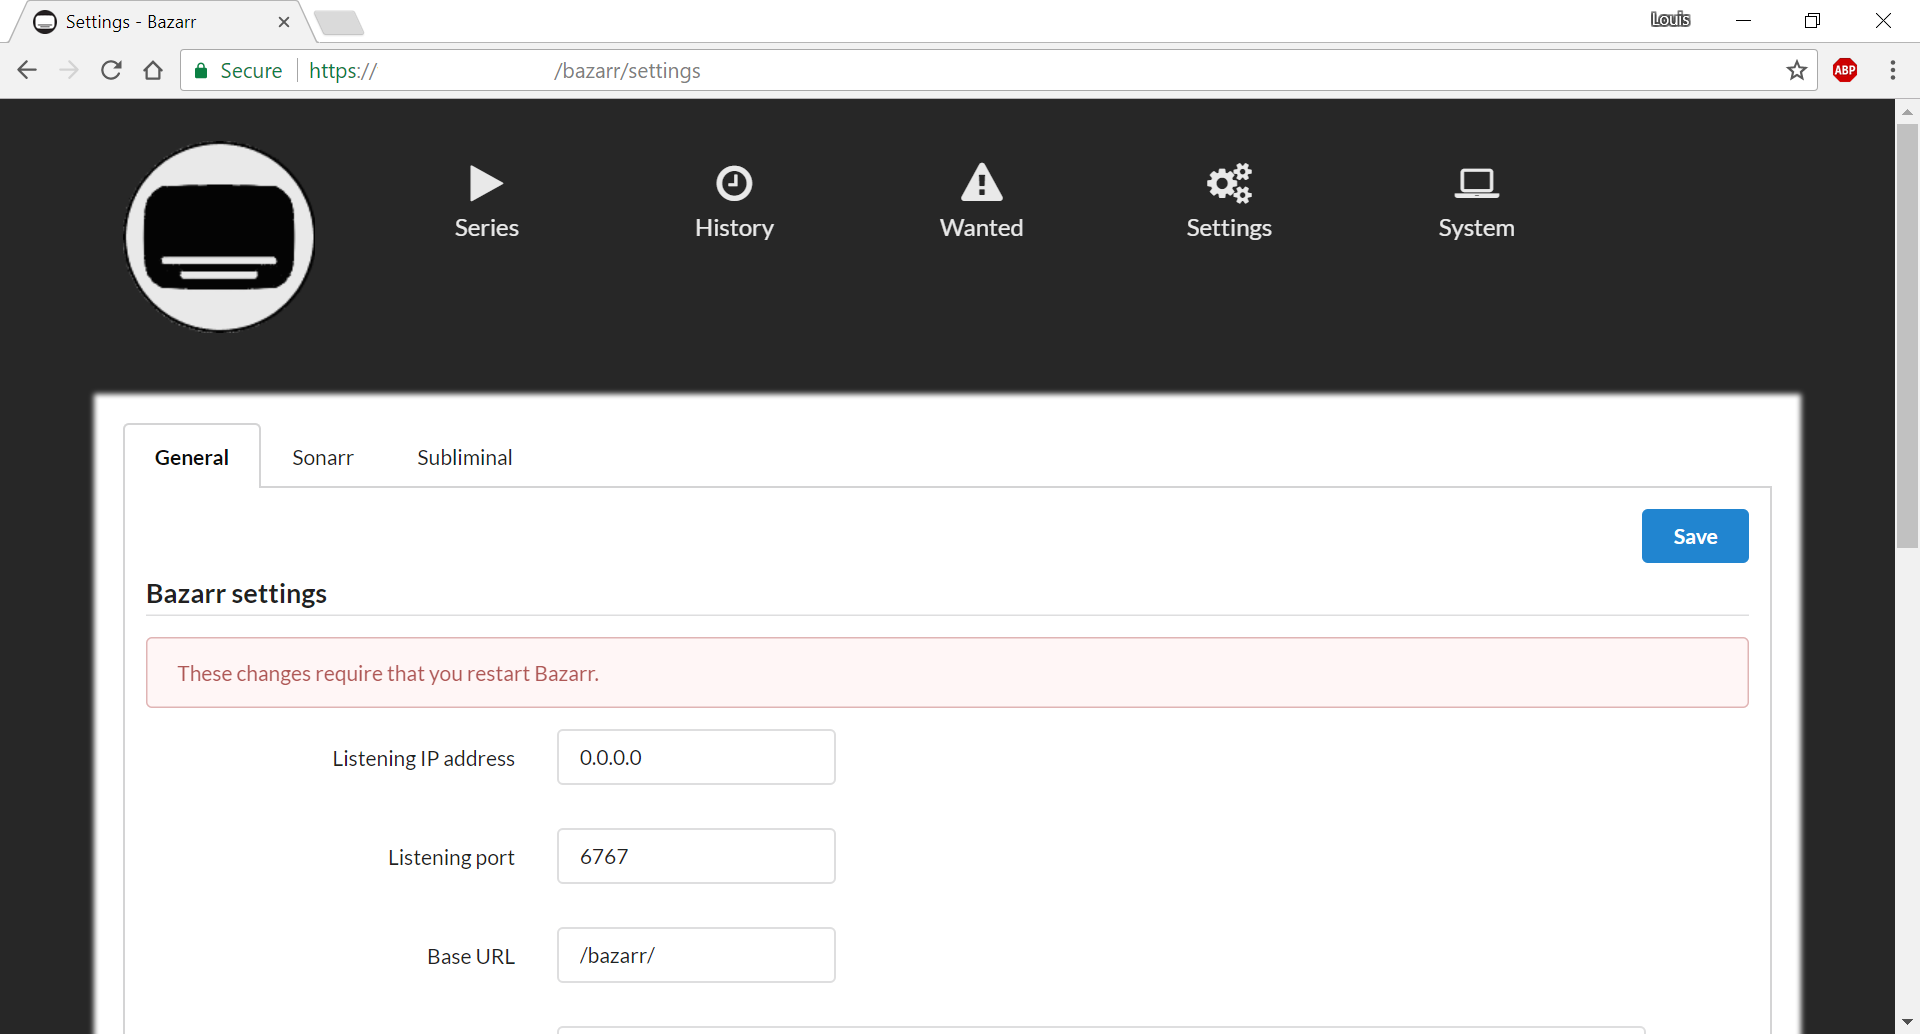 Settings - Bazarr
Louis
Secure https:// /bazarr/settings
ABP
Series
History
Wanted
Settings
System
General
Sonarr
Subliminal
Save
Bazarr settings
These changes require that you restart Bazarr.
Listening IP address
0.0.0.0
Listening port
6767
Base URL
/bazarr/